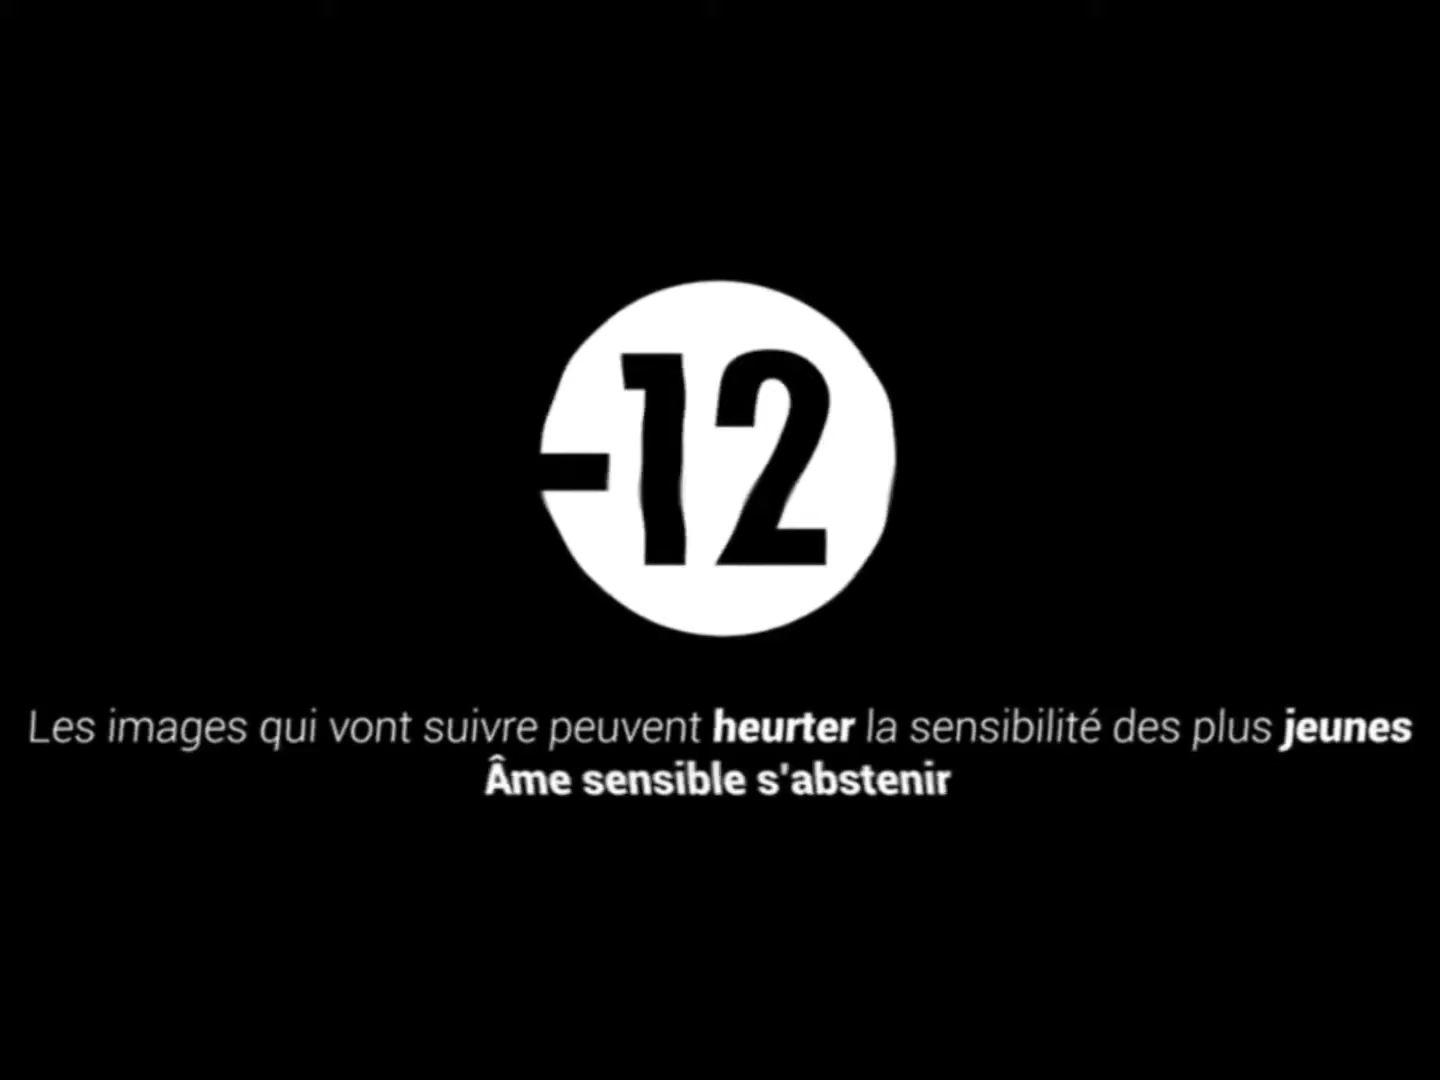 -12
Les images qui vont suivre peuvent heurter la sensibilité des plus jeunes
Âme sensible s'abstenir